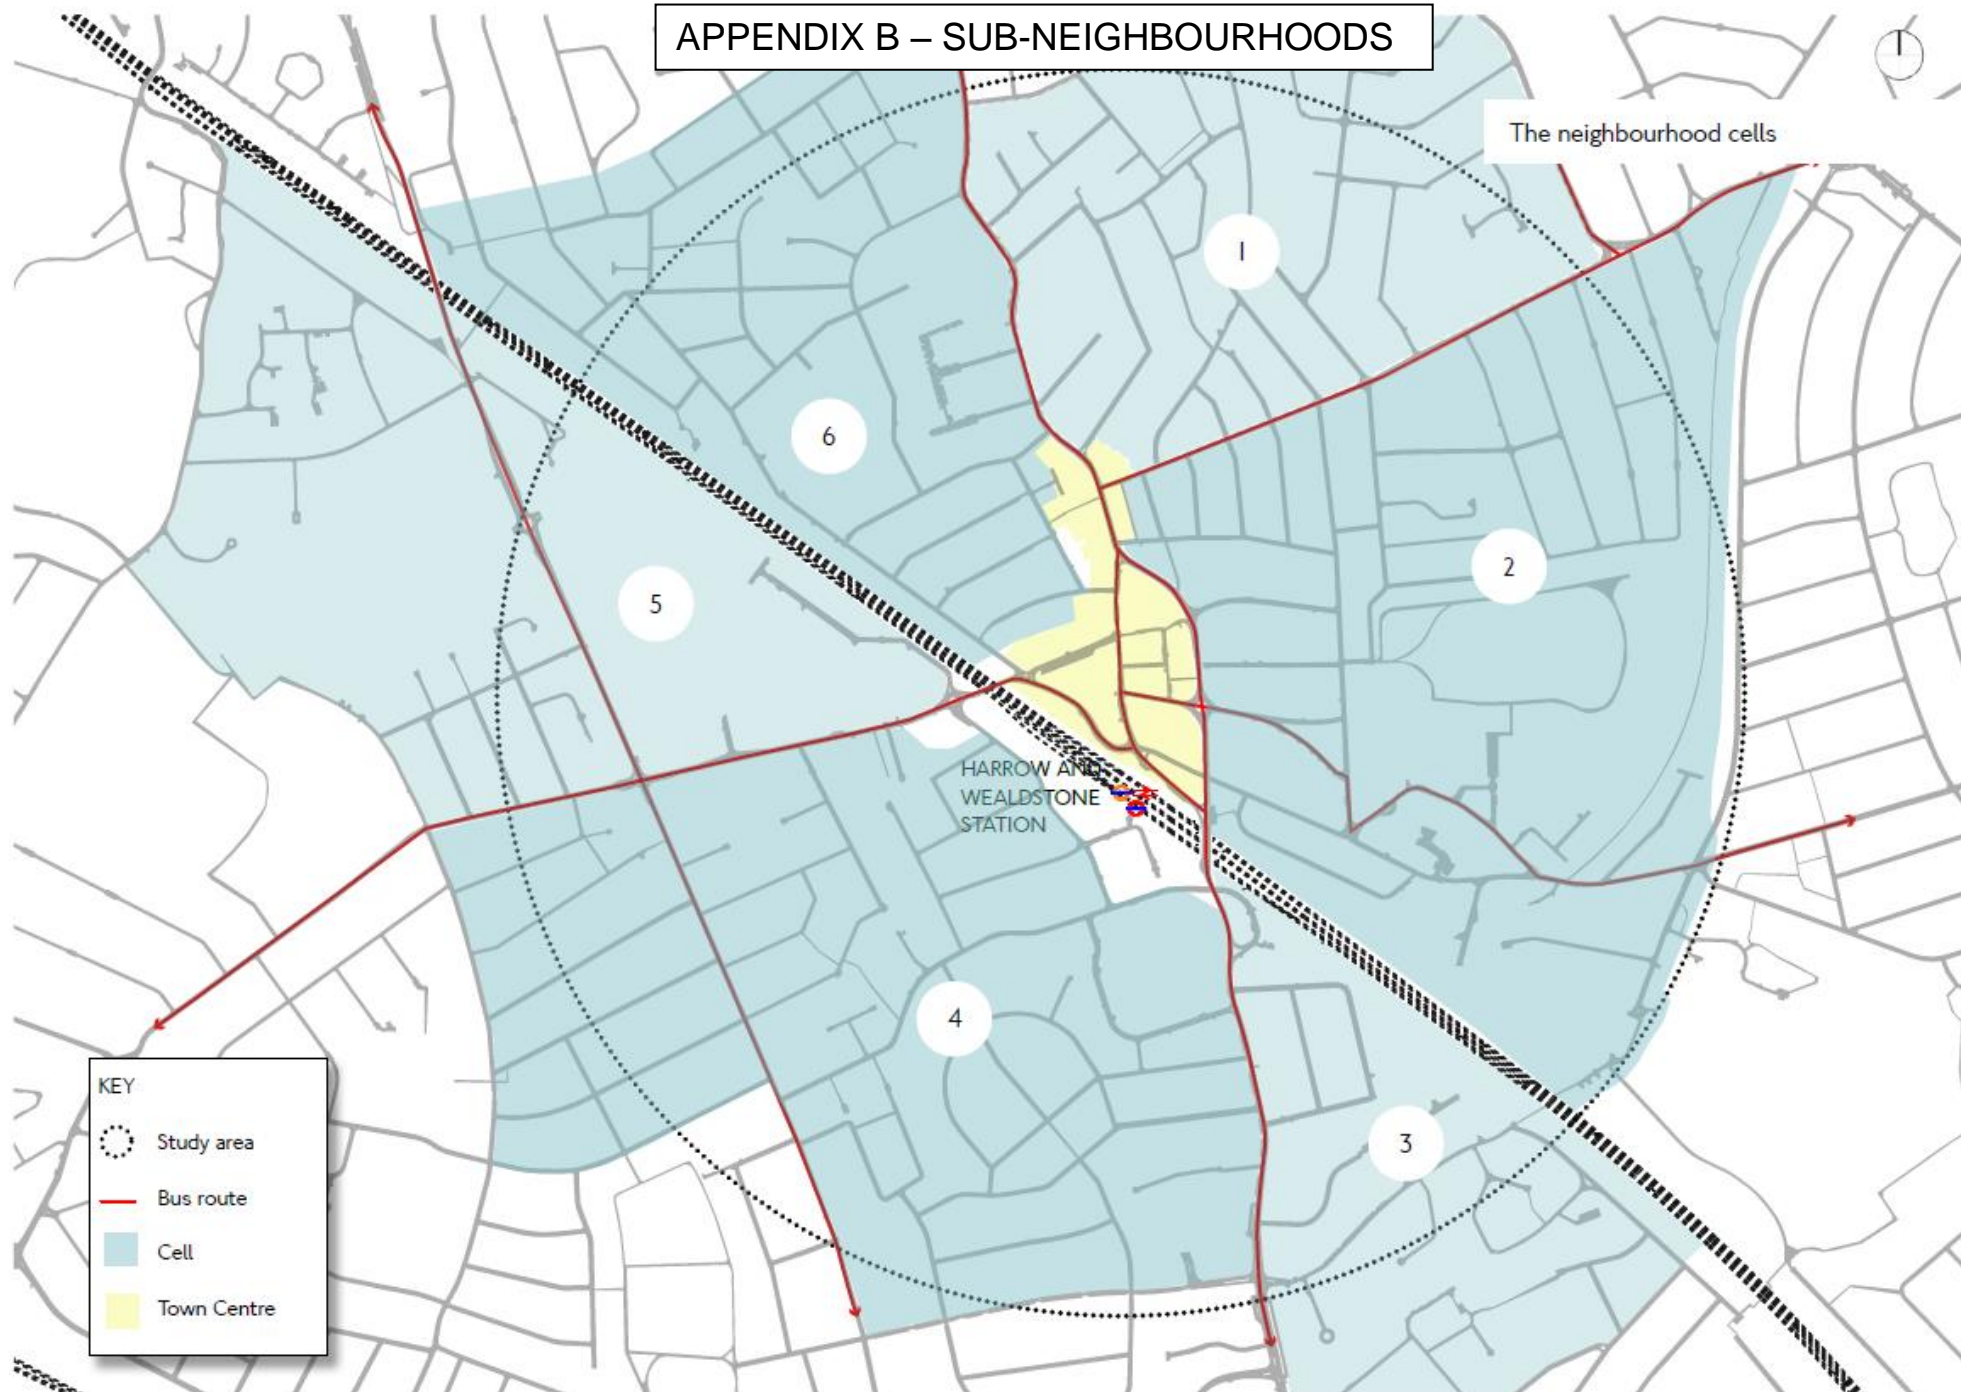 APPENDIX B – SUB-NEIGHBOURHOODS
The neighbourhood cells
1
6
2
5
HARROW AND
WEALDSTONE
STATION
4
3
KEY
Study area
Bus route
Cell
Town Centre